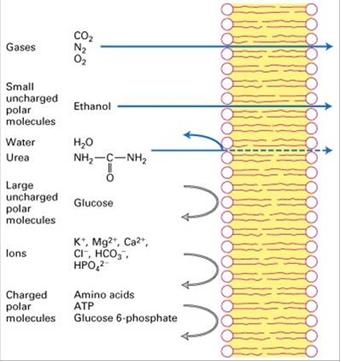 Gases
CO₂
N₂
O₂
Small
uncharged
polar
molecules
Ethanol
Water
H₂O
Urea
NH₂—C—NH₂
O
Large
uncharged
polar
molecules
Glucose
Ions
K⁺, Mg²⁺, Ca²⁺,
Cl⁻, HCO₃⁻,
HPO₄²⁻
Charged
polar
molecules
Amino acids
ATP
Glucose 6-phosphate